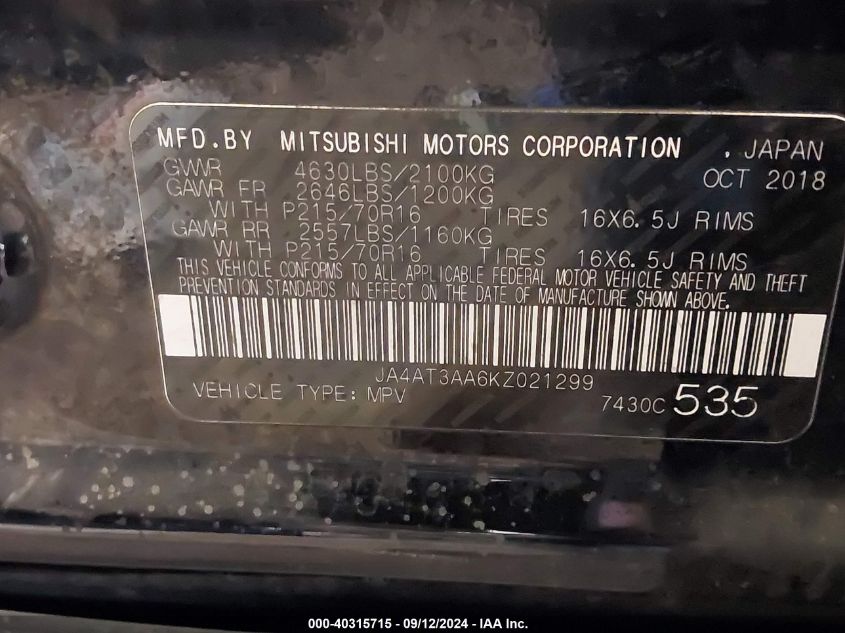 MFD.BY MITSUBISHI MOTORS CORPORATION , JAPAN
GVWR 4630LBS/2100KG OCT 2018
GAWR FR 2646LBS/1200KG
WITH P215/70R16 TIRES 16X6.5J RIMS
GAWR RR 2557LBS/1160KG
WITH P215/70R16 TIRES 16X6.5J RIMS
THIS VEHICLE CONFORMS TO ALL APPLICABLE FEDERAL MOTOR VEHICLE SAFETY AND THEFT
PREVENTION STANDARDS IN EFFECT ON THE DATE OF MANUFACTURE SHOWN ABOVE.
JA4AT3AA6KZ021299
VEHICLE TYPE: MPV 7430C 535
000-40315715 - 09/12/2024 - IAA Inc.